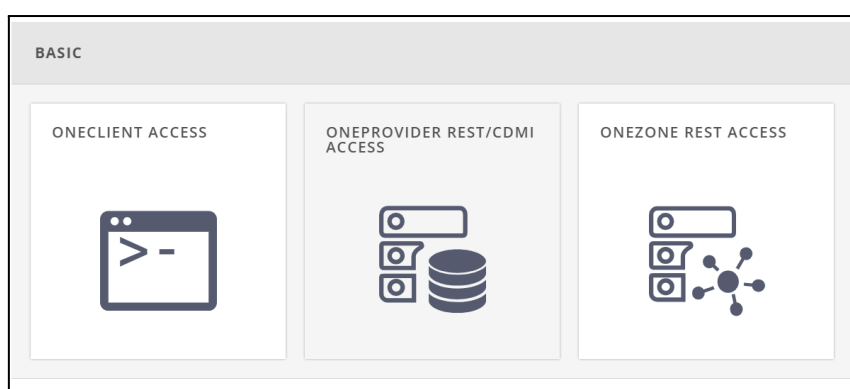 BASIC
ONECLIENT ACCESS
ONEPROVIDER REST/CDMI
ACCESS
ONEZONE REST ACCESS
>-